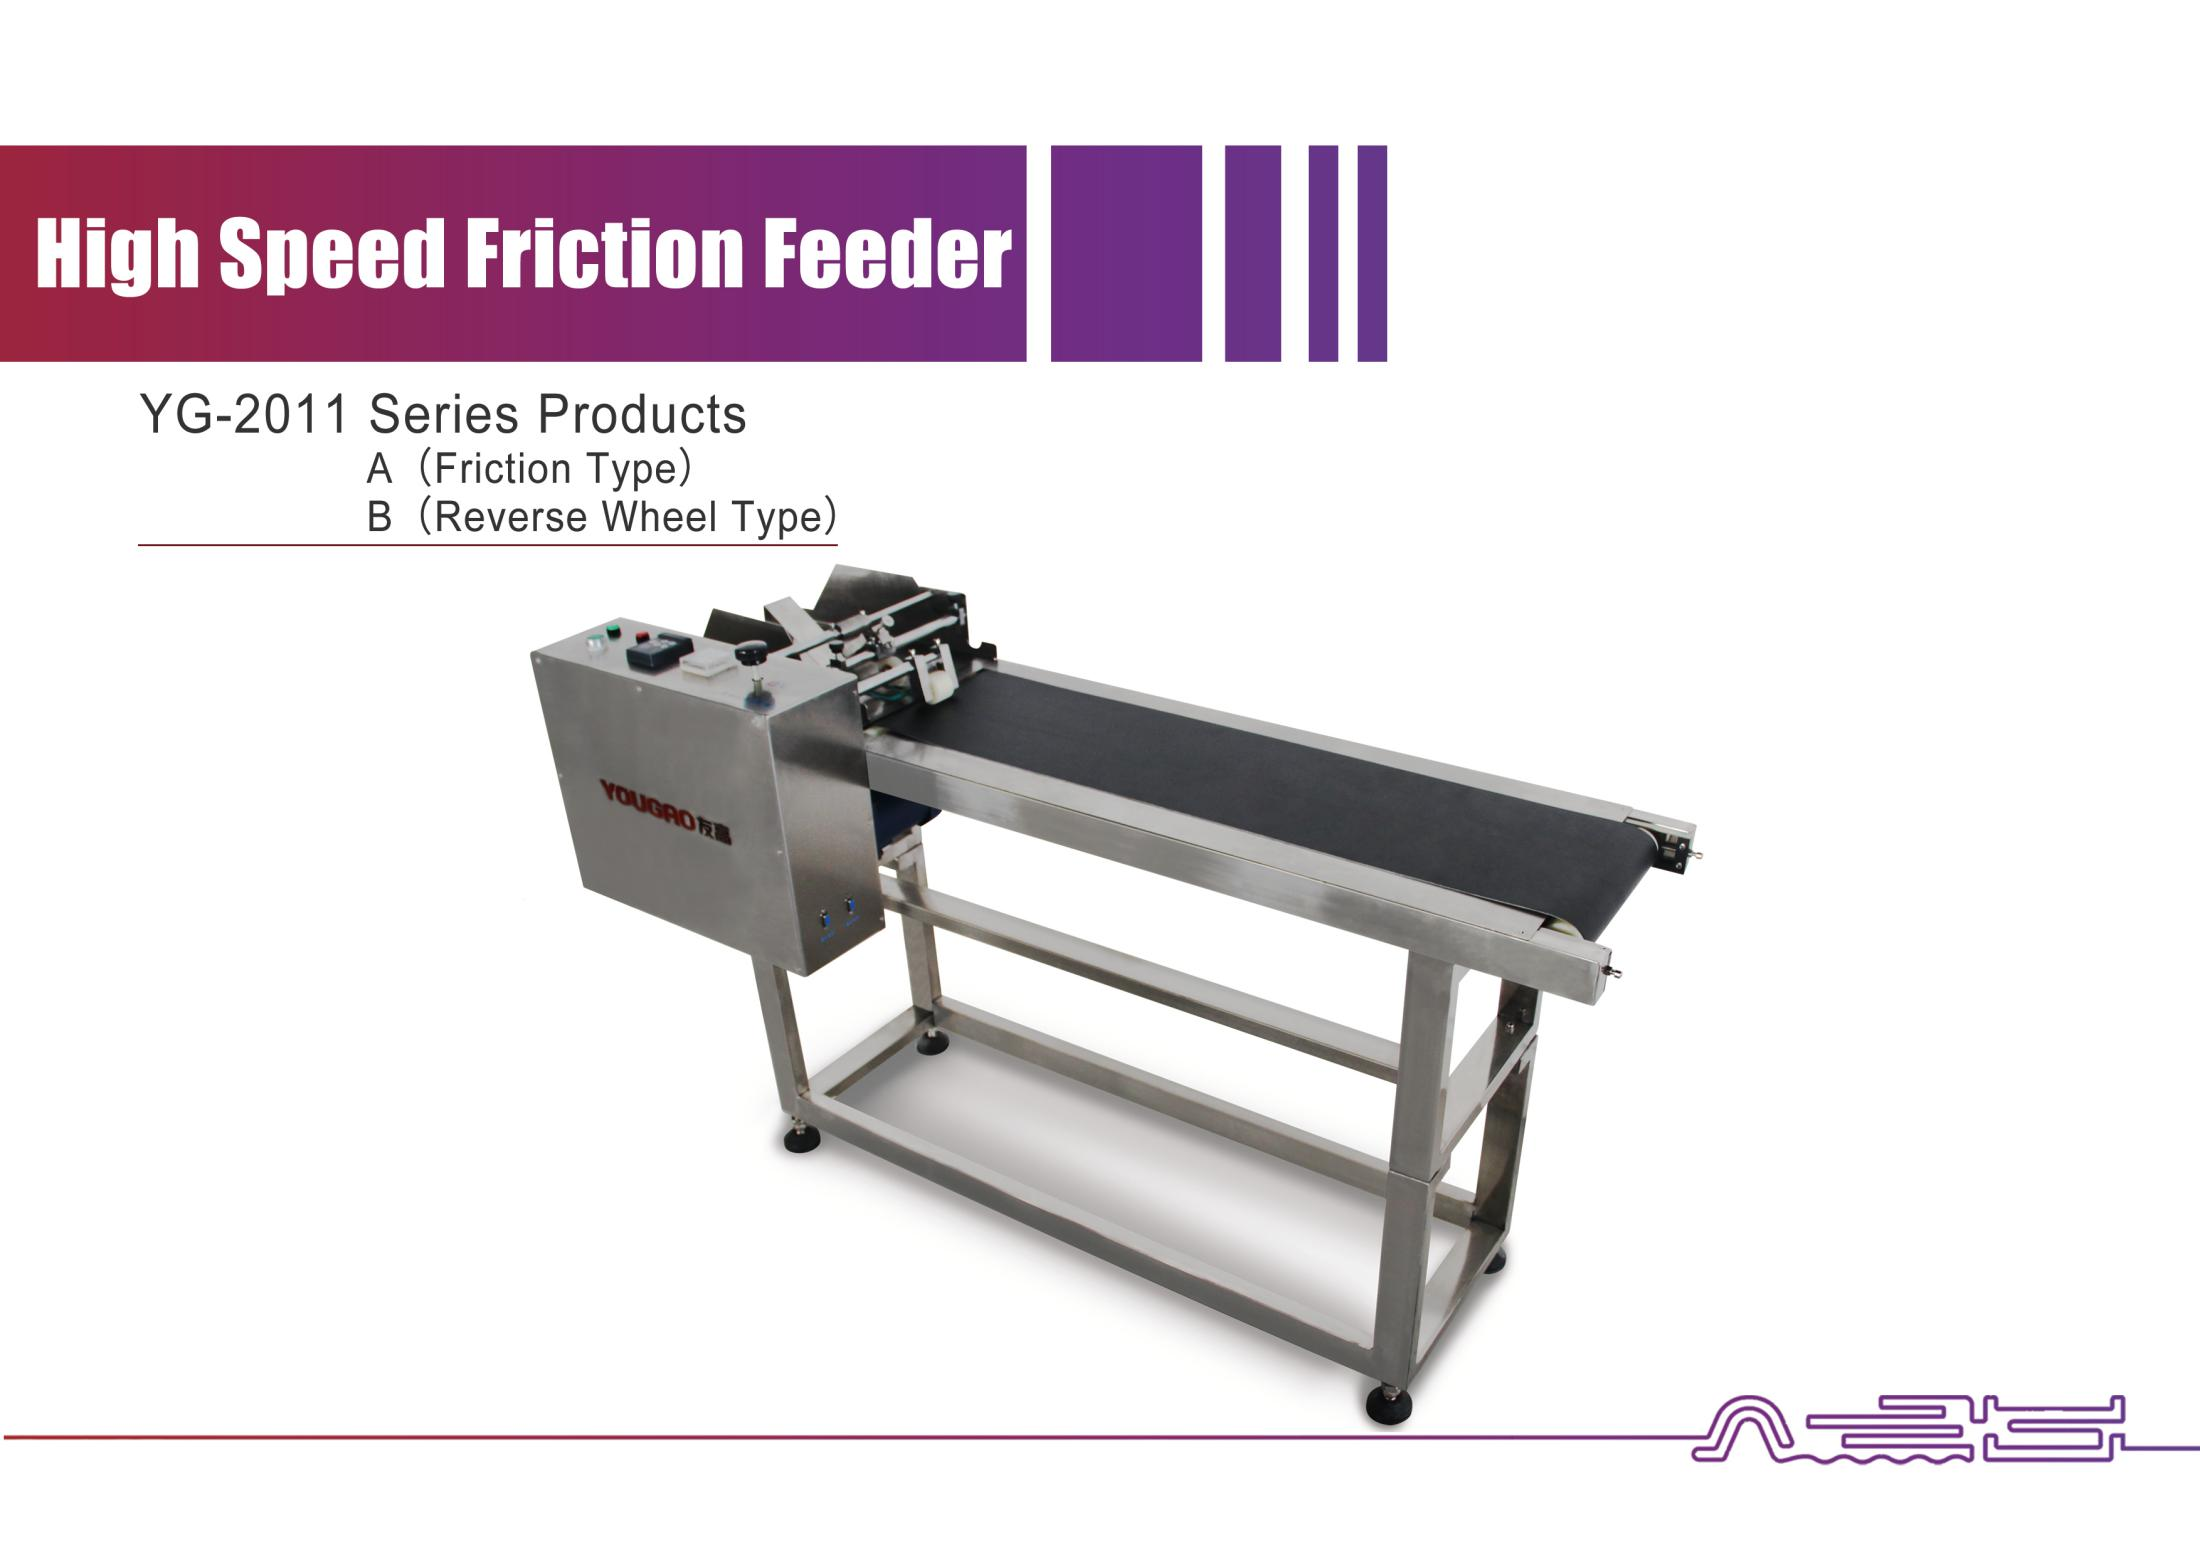 High Speed Friction Feeder
YG-2011 Series Products
A（Friction Type）
B（Reverse Wheel Type）
YOUGAO友高